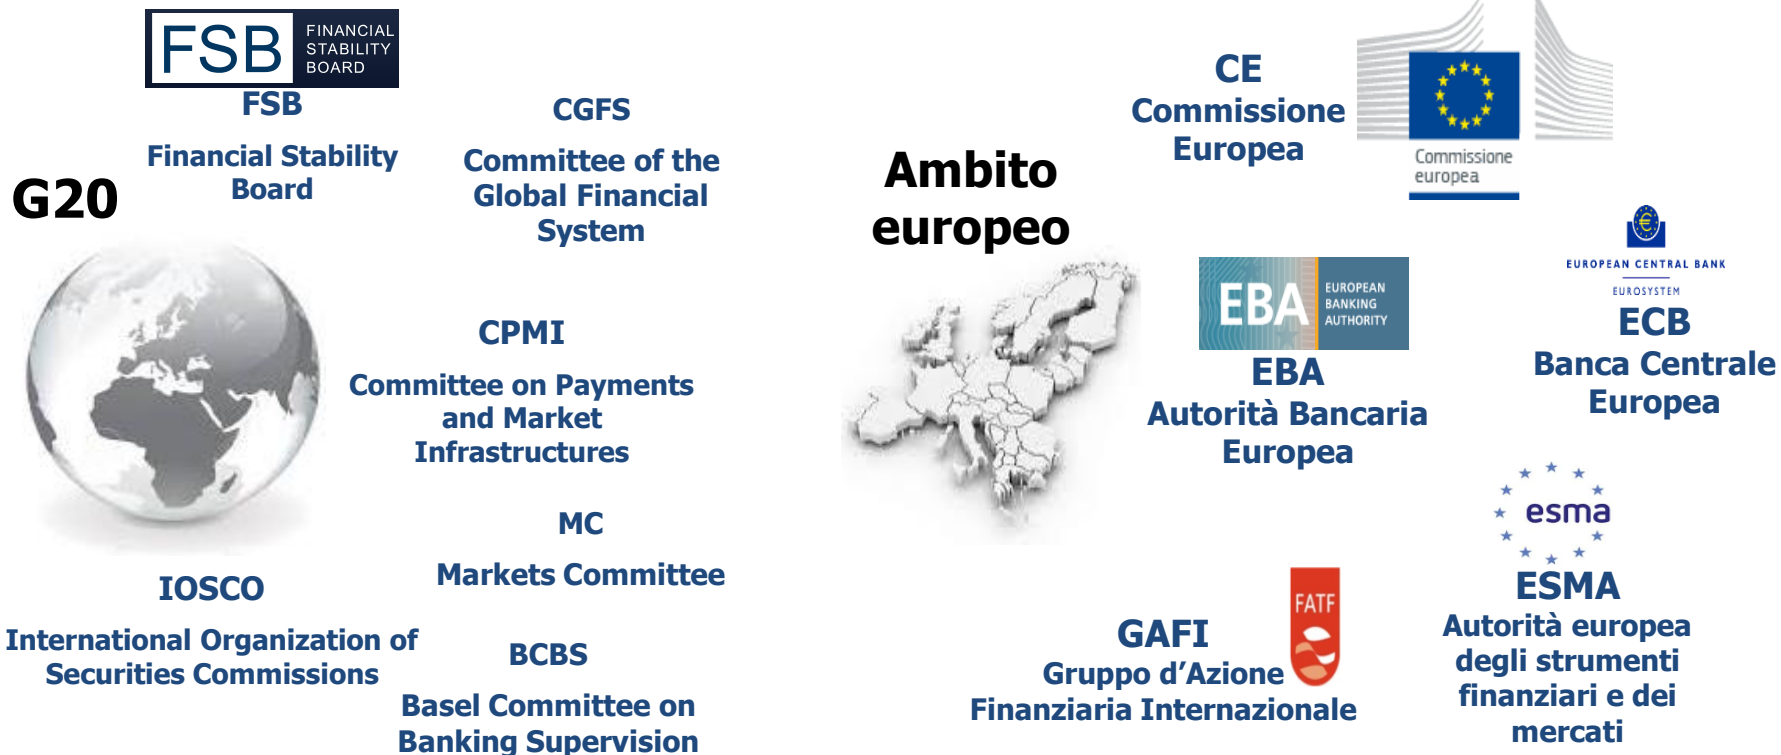 FSB
FINANCIAL
STABILITY
BOARD
FSB
Financial Stability
Board
G20
CGFS
Committee of the
Global Financial
System
CPMI
Committee on Payments
and Market
Infrastructures
MC
Markets Committee
IOSCO
International Organization of
Securities Commissions
BCBS
Basel Committee on
Banking Supervision
Ambito
europeo
CE
Commissione
Europea
Commissione
europea
EUROPEAN CENTRAL BANK
EUROSYSTEM
ECB
Banca Centrale
Europea
EBA
EUROPEAN
BANKING
AUTHORITY
EBA
Autorità Bancaria
Europea
esma
ESMA
Autorità europea
degli strumenti
finanziari e dei
mercati
FATF
GAFI
Gruppo d’Azione
Finanziaria Internazionale